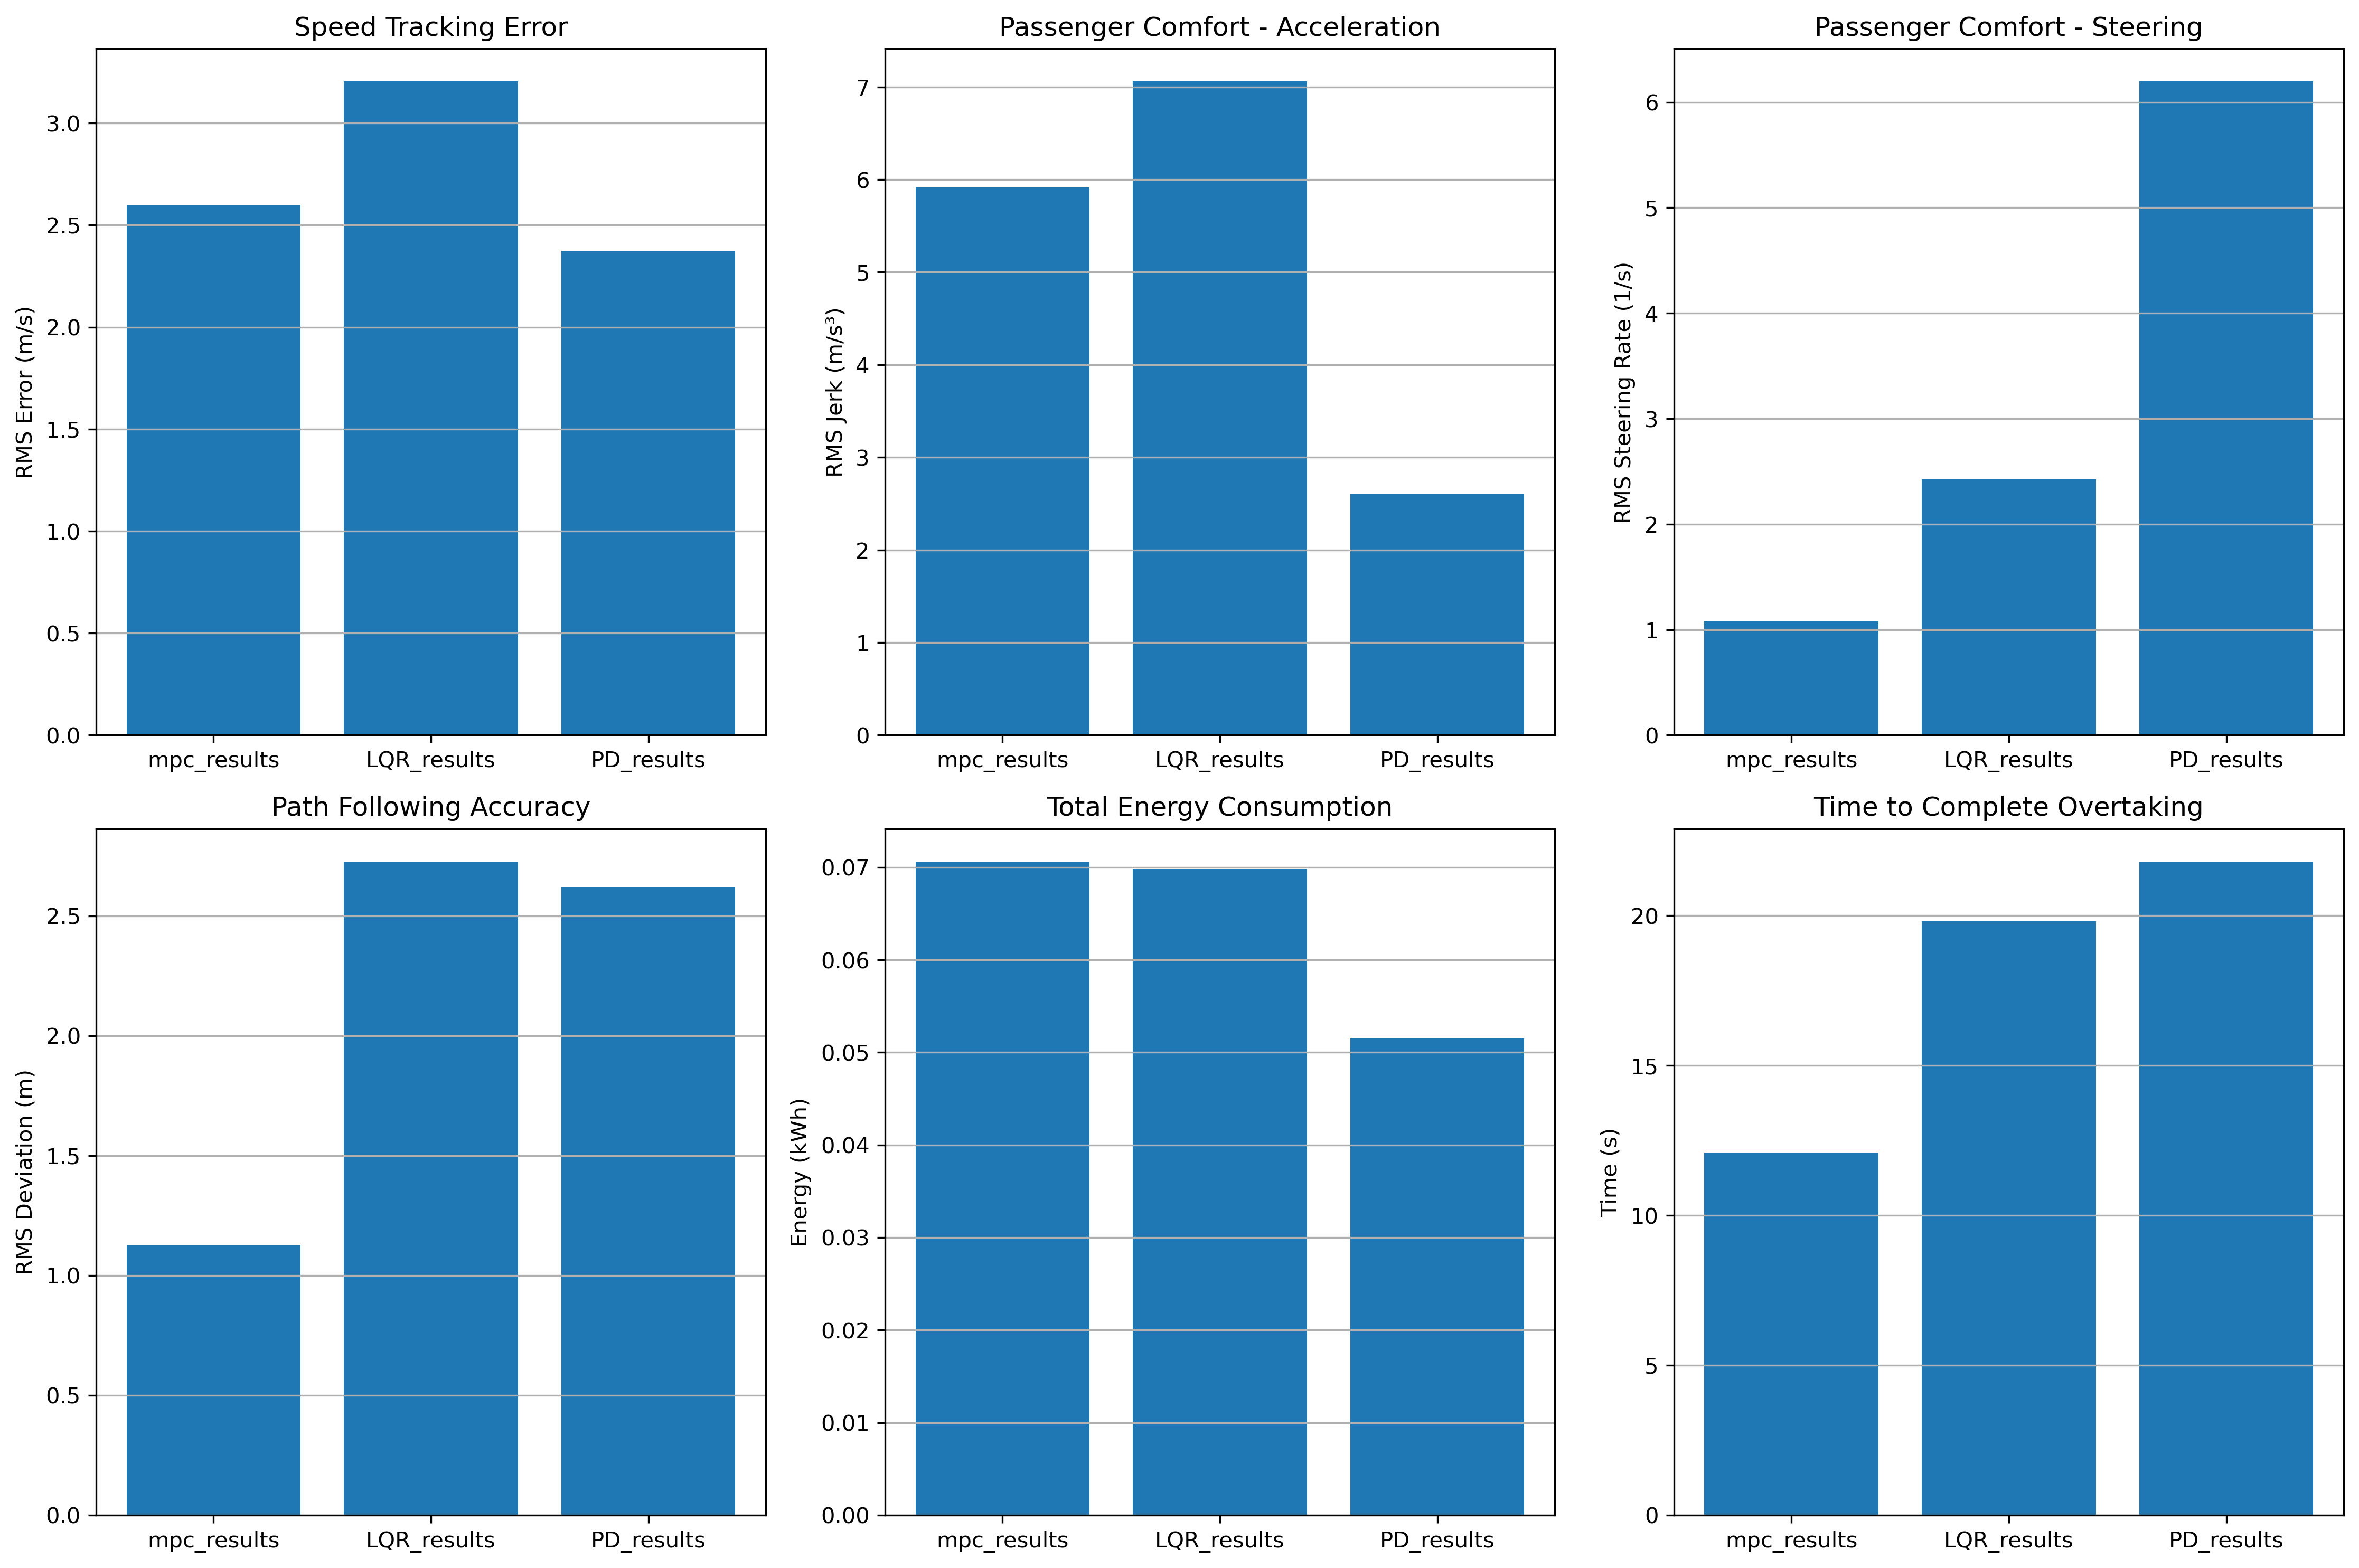 Speed Tracking Error
RMS Error (m/s)
3.0
2.5
2.0
1.5
1.0
0.5
0.0
mpc_results LQR_results PD_results
Passenger Comfort - Acceleration
RMS Jerk (m/s³)
7
6
5
4
3
2
1
0
mpc_results LQR_results PD_results
Passenger Comfort - Steering
RMS Steering Rate (1/s)
6
5
4
3
2
1
0
mpc_results LQR_results PD_results
Path Following Accuracy
RMS Deviation (m)
2.5
2.0
1.5
1.0
0.5
0.0
mpc_results LQR_results PD_results
Total Energy Consumption
Energy (kWh)
0.07
0.06
0.05
0.04
0.03
0.02
0.01
0.00
mpc_results LQR_results PD_results
Time to Complete Overtaking
Time (s)
20
15
10
5
0
mpc_results LQR_results PD_results